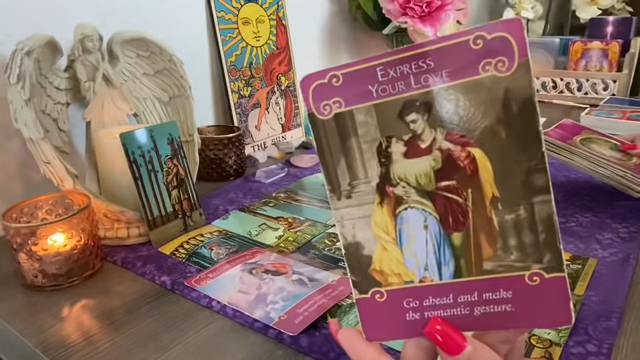 THE SUN.
EXPRESS
YOUR LOVE
Go ahead and make
the romantic gesture.